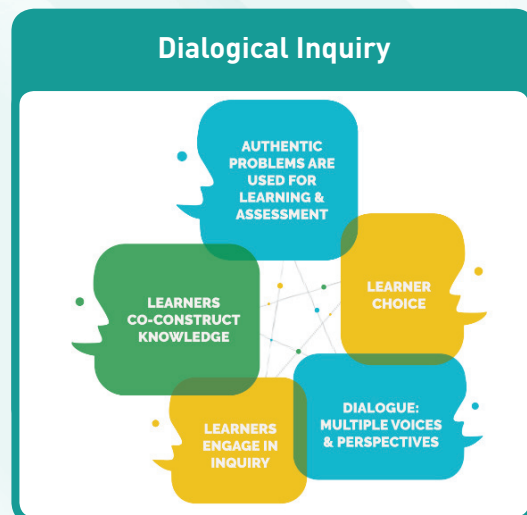 Dialogical Inquiry
AUTHENTIC
PROBLEMS ARE
USED FOR
LEARNING &
ASSESSMENT
LEARNER
CHOICE
DIALOGUE:
MULTIPLE VOICES
& PERSPECTIVES
LEARNERS
ENGAGE IN
INQUIRY
LEARNERS
CO-CONSTRUCT
KNOWLEDGE